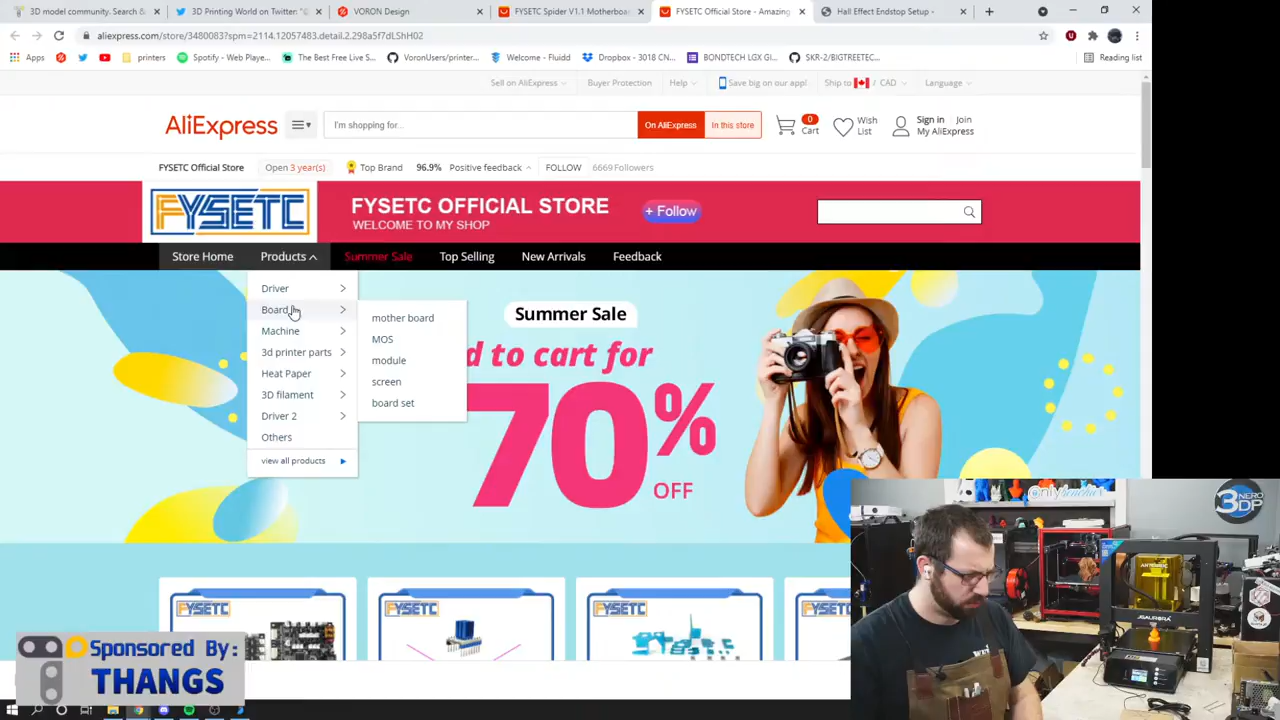 3D model community. Search &
3D Printing World on Twitter: "
VORON Design
FYSETC Spider V1.1 Motherboa
FYSETC Official Store - Amazing
Hall Effect Endstop Setup -
aliexpress.com/store/3480083?spm=2114.12057483.detail.2.298a5f7dLShH02
Apps
printers
Spotify - Web Playe...
The Best Free Live S...
VoronUsers/printer...
Welcome - Fluidd
Dropbox - 3018 CN...
BONDTECH LGX GI...
SKR-2/BIGTREETEC...
Reading list
Sell on AliExpress
Buyer Protection
Help
Save big on our app!
Ship to / CAD
Language
AliExpress
I'm shopping for...
On AliExpress
In this store
0
Cart
Wish
List
Sign in Join
My AliExpress
FYSETC Official Store
Open 3 year(s)
Top Brand
96.9% Positive feedback
FOLLOW
6669 Followers
FYSETC
FYSETC OFFICIAL STORE
+ Follow
WELCOME TO MY SHOP
Store Home
Products
Summer Sale
Top Selling
New Arrivals
Feedback
Driver
Board
Machine
3d printer parts
Heat Paper
3D filament
Driver 2
Others
view all products
mother board
MOS
module
screen
board set
Summer Sale
d to cart for
70%
OFF
FYSETC
FYSETC
FYSETC
Sponsored By:
THANGS
3NERD
3DP